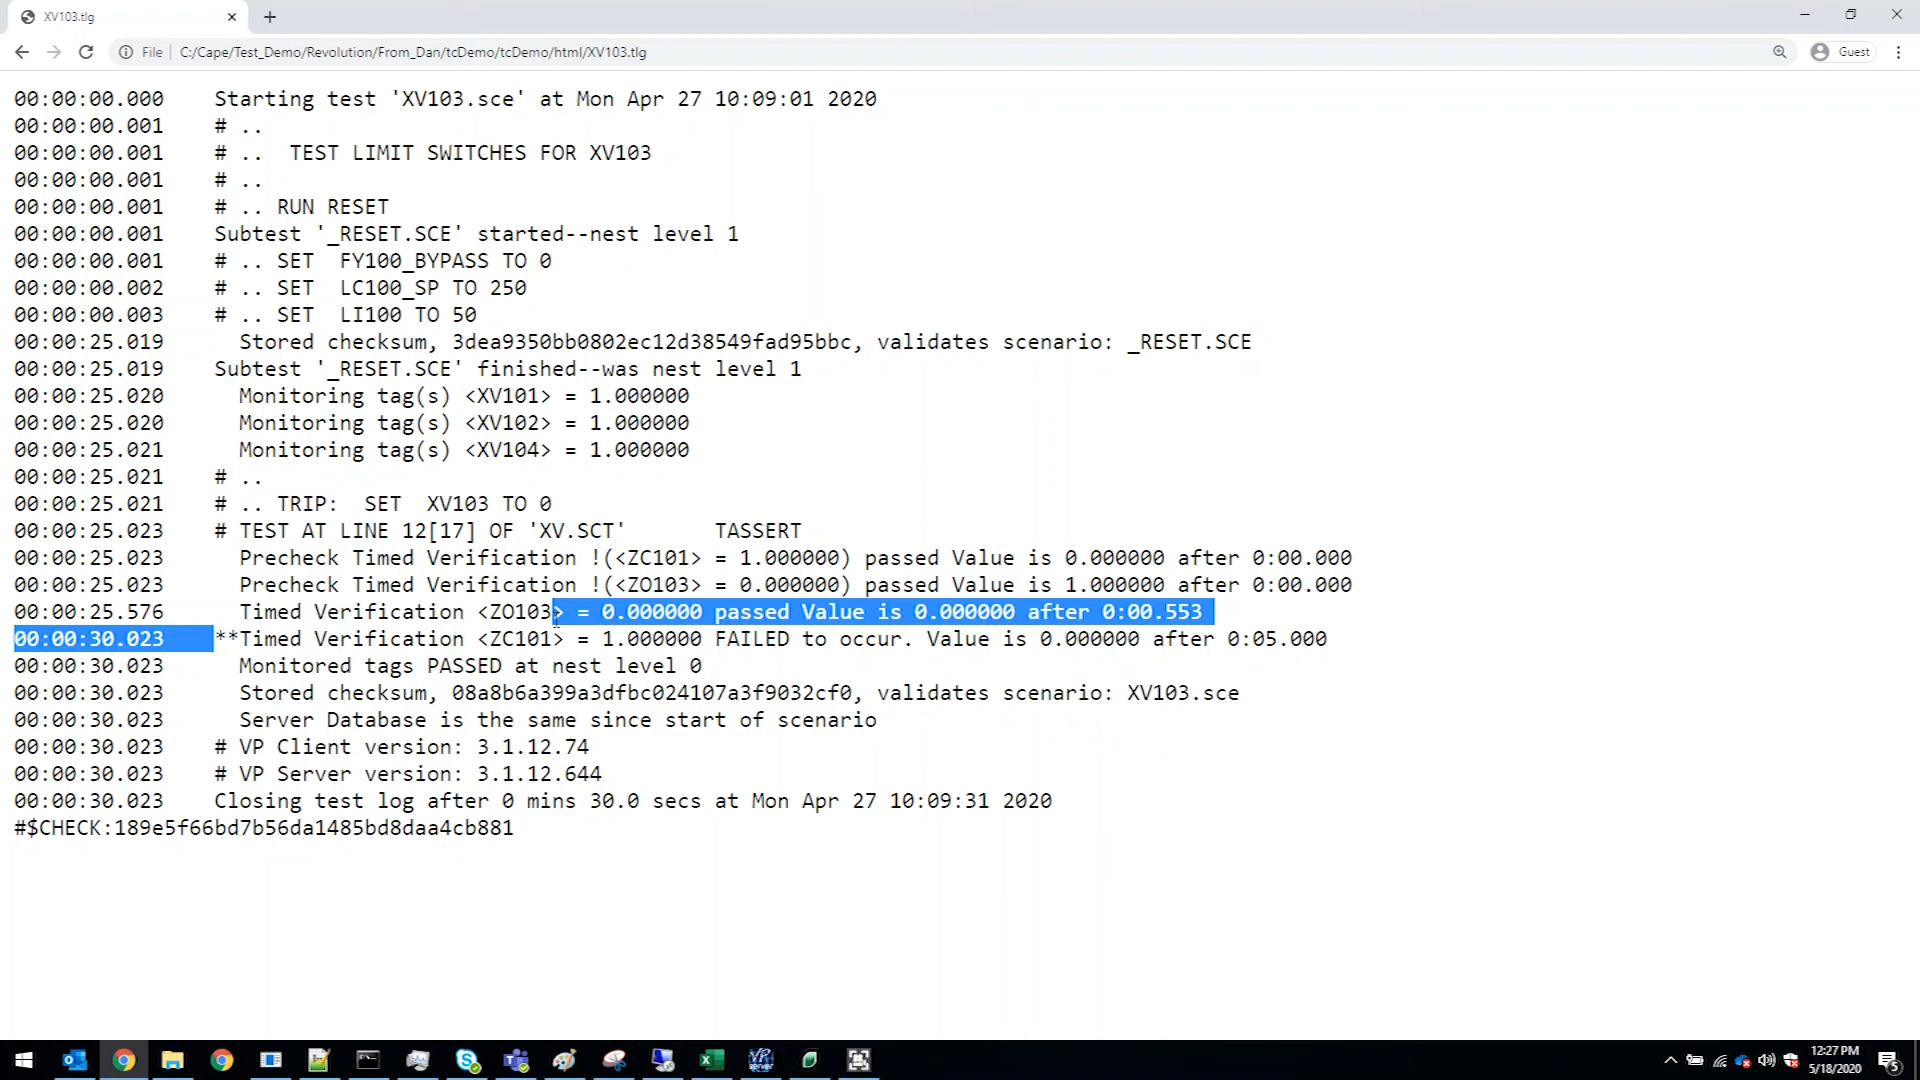 XV103.tlg
File
C:/Cape/Test_Demo/Revolution/From_Dan/tcDemo/tcDemo/html/XV103.tlg
Guest
00:00:00.000 Starting test 'XV103.sce' at Mon Apr 27 10:09:01 2020
00:00:00.001 # ..
00:00:00.001 # .. TEST LIMIT SWITCHES FOR XV103
00:00:00.001 # ..
00:00:00.001 # .. RUN RESET
00:00:00.001 Subtest '_RESET.SCE' started--nest level 1
00:00:00.001 # .. SET FY100_BYPASS TO 0
00:00:00.002 # .. SET LC100_SP TO 250
00:00:00.003 # .. SET LI100 TO 50
00:00:25.019 Stored checksum, 3dea9350bb0802ec12d38549fad95bbc, validates scenario: _RESET.SCE
00:00:25.019 Subtest '_RESET.SCE' finished--was nest level 1
00:00:25.020 Monitoring tag(s) <XV101> = 1.000000
00:00:25.020 Monitoring tag(s) <XV102> = 1.000000
00:00:25.021 Monitoring tag(s) <XV104> = 1.000000
00:00:25.021 # ..
00:00:25.021 # .. TRIP: SET XV103 TO 0
00:00:25.023 # TEST AT LINE 12[17] OF 'XV.SCT' TASSERT
00:00:25.023 Precheck Timed Verification !(<ZC101> = 1.000000) passed Value is 0.000000 after 0:00.000
00:00:25.023 Precheck Timed Verification !(<ZO103> = 0.000000) passed Value is 1.000000 after 0:00.000
00:00:25.576 Timed Verification <ZO103> = 0.000000 passed Value is 0.000000 after 0:00.553
00:00:30.023 **Timed Verification <ZC101> = 1.000000 FAILED to occur. Value is 0.000000 after 0:05.000
00:00:30.023 Monitored tags PASSED at nest level 0
00:00:30.023 Stored checksum, 08a8b6a399a3dfbc024107a3f9032cf0, validates scenario: XV103.sce
00:00:30.023 Server Database is the same since start of scenario
00:00:30.023 # VP Client version: 3.1.12.74
00:00:30.023 # VP Server version: 3.1.12.644
00:00:30.023 Closing test log after 0 mins 30.0 secs at Mon Apr 27 10:09:31 2020
#$CHECK:189e5f66bd7b56da1485bd8daa4cb881
12:27 PM
5/18/2020
5